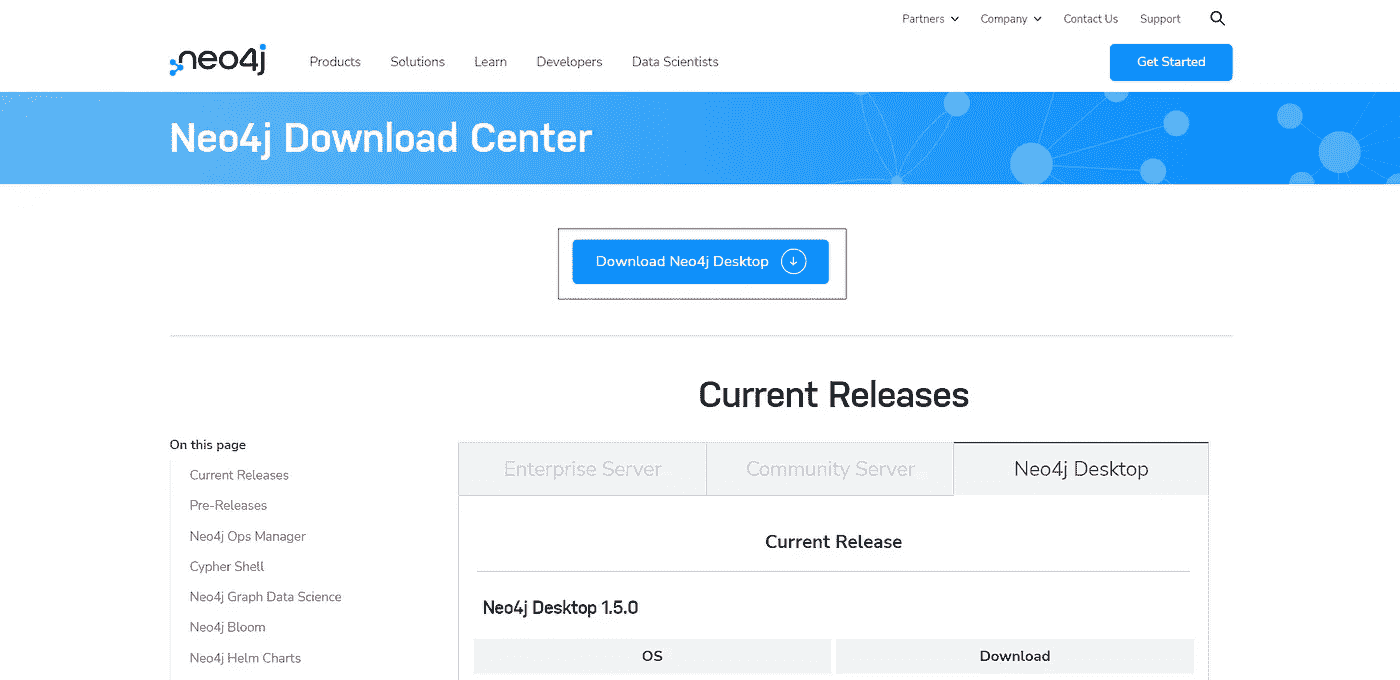 Partners Company Contact Us Support
neo4j Products Solutions Learn Developers Data Scientists Get Started
Neo4j Download Center
Download Neo4j Desktop
Current Releases
On this page
Current Releases
Pre-Releases
Neo4j Ops Manager
Cypher Shell
Neo4j Graph Data Science
Neo4j Bloom
Neo4j Helm Charts
Enterprise Server Community Server Neo4j Desktop
Current Release
Neo4j Desktop 1.5.0
OS Download